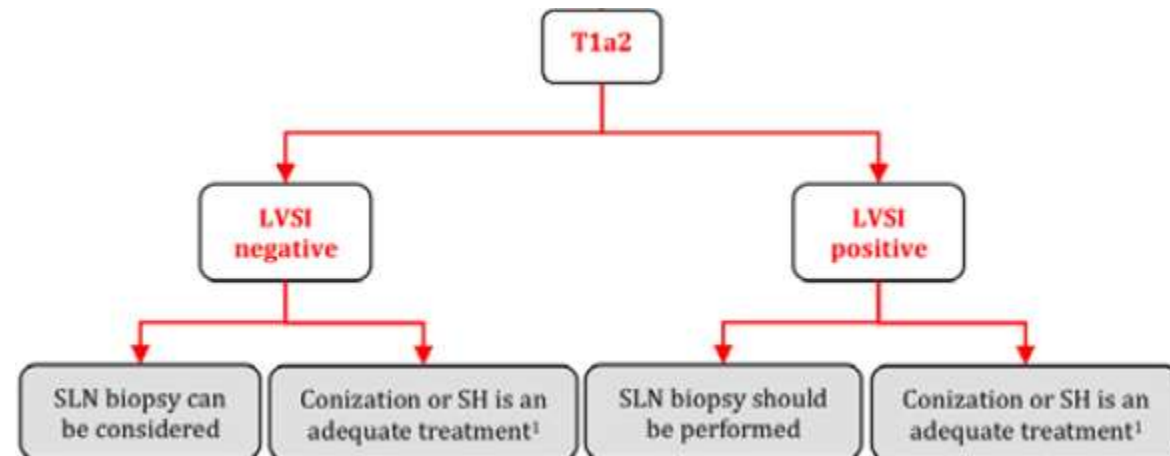 T1a2
LVSI
negative
LVSI
positive
SLN biopsy can
be considered
Conization or SH is an
adequate treatment¹
SLN biopsy should
be performed
Conization or SH is an
adequate treatment¹